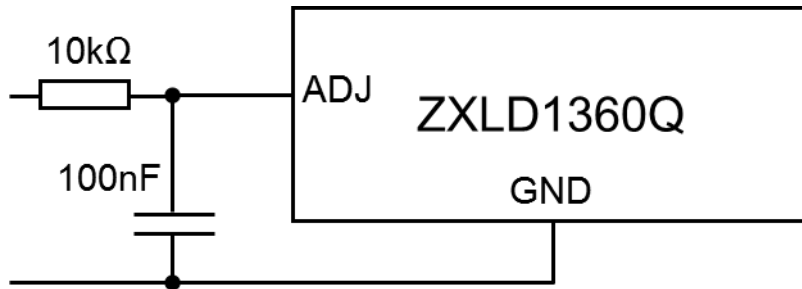 10kΩ
ADJ
ZXLD1360Q
100nF
GND